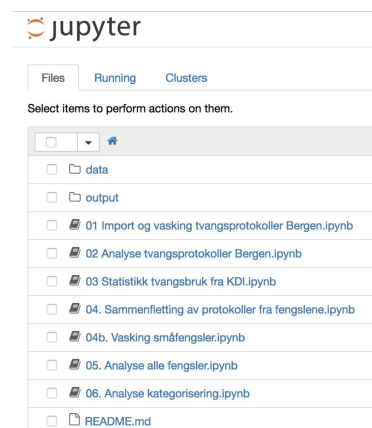 jupyter
Files Running Clusters
Select items to perform actions on them.
data
output
01 Import og vasking tvangsprotokoller Bergen.ipynb
02 Analyse tvangsprotokoller Bergen.ipynb
03 Statistikk tvangsbruk fra KDI.ipynb
04. Sammenfletting av protokoller fra fengslene.ipynb
04b. Vasking småfengsler.ipynb
05. Analyse alle fengsler.ipynb
06. Analyse kategorisering.ipynb
README.md